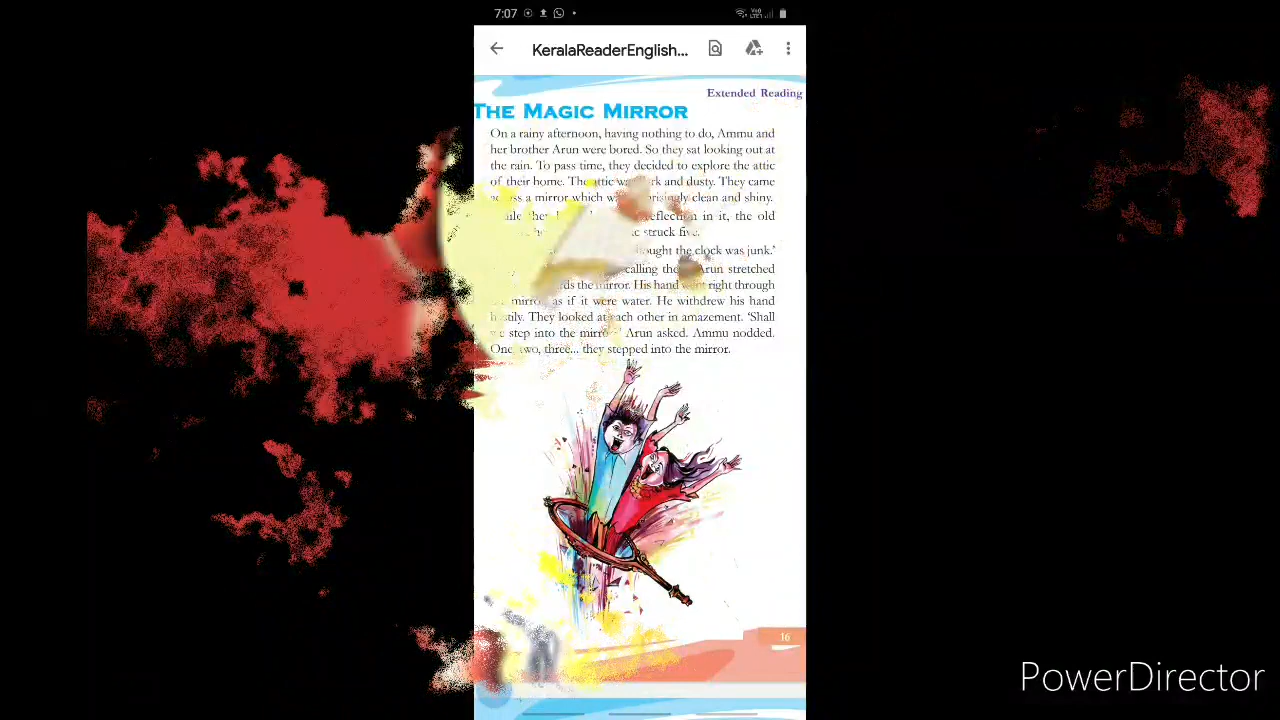 7:07
KeralaReaderEnglish...
Extended Reading
THE MAGIC MIRROR
On a rainy afternoon, having nothing to do, Ammu and
her brother Arun were bored. So they sat looking out at
the rain. To pass time, they decided to explore the attic
of their home. The attic and dusty. They came
a mirror which clean and shiny.
reflection in it, the old
struck five.
the clock was junk.'
calling Arun stretched
the mirror. His hand went right through
as if it were water. He withdrew his hand
They looked at each other in amazement. 'Shall
step into the Arun asked. Ammu nodded.
One, two, three... they stepped into the mirror.
16
PowerDirector